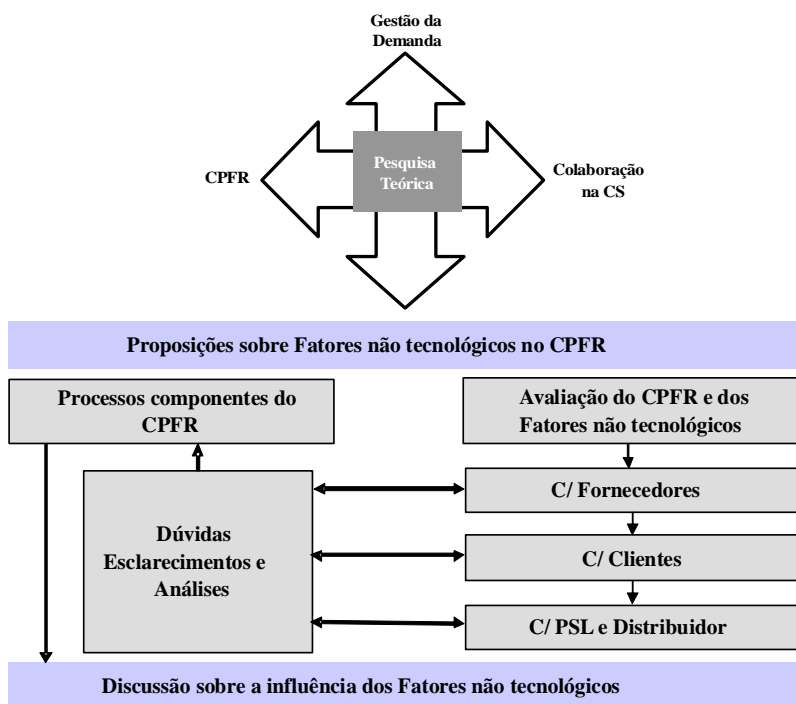 Gestão da
Demanda
CPFR
Pesquisa
Teórica
Colaboração
na CS
Proposições sobre Fatores não tecnológicos no CPFR
Processos componentes do
CPFR
Avaliação do CPFR e dos
Fatores não tecnológicos
C/ Fornecedores
Dúvidas
Esclarecimentos e
Análises
C/ Clientes
C/ PSL e Distribuidor
Discussão sobre a influência dos Fatores não tecnológicos